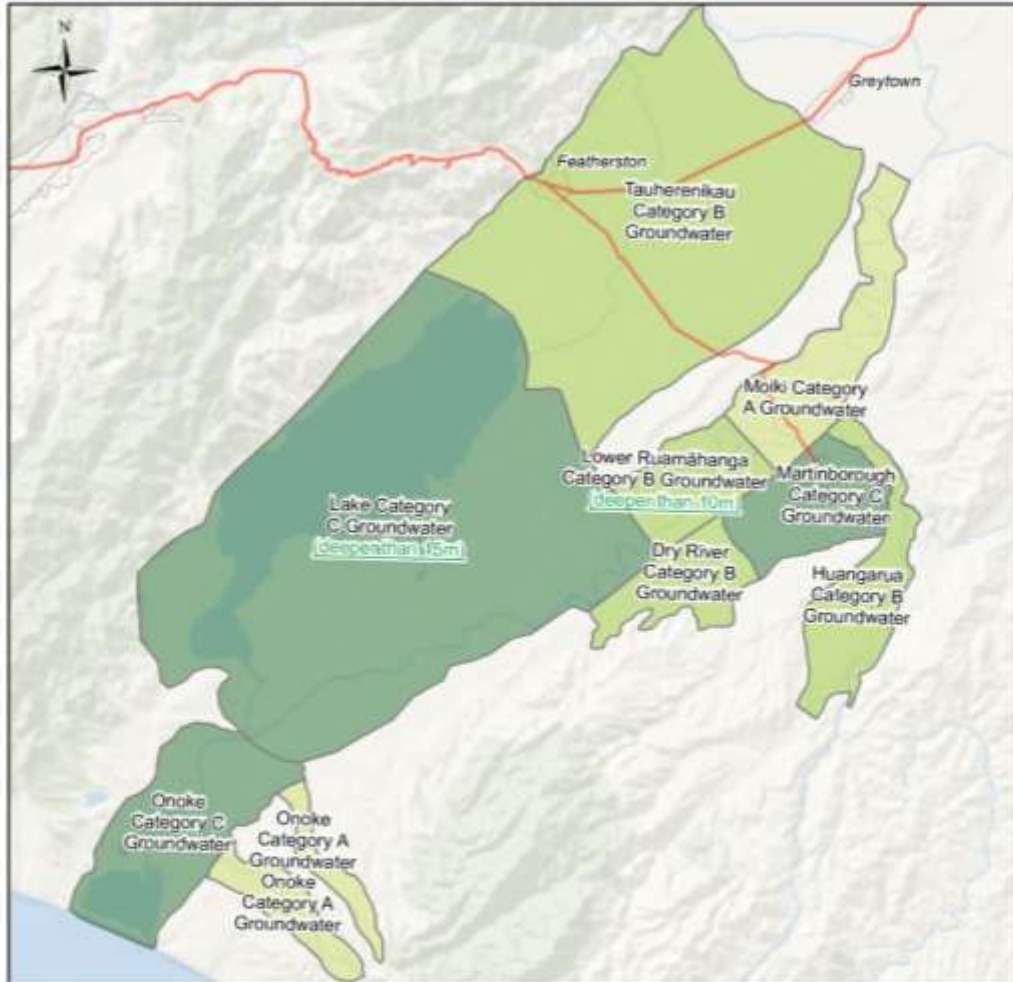 N
Greytown
Featherston
Tauherenikau
Category B
Groundwater
Moiki Category
A Groundwater
Lower Ruamāhanga
Category B Groundwater
(deeper than 10m)
Martinborough
Category C
Groundwater
Lake Category
C Groundwater
(deeper than 15m)
Dry River
Category B
Groundwater
Huangarua
Category B
Groundwater
Onoke
Category C
Groundwater
Onoke
Category A
Groundwater
Onoke
Category A
Groundwater